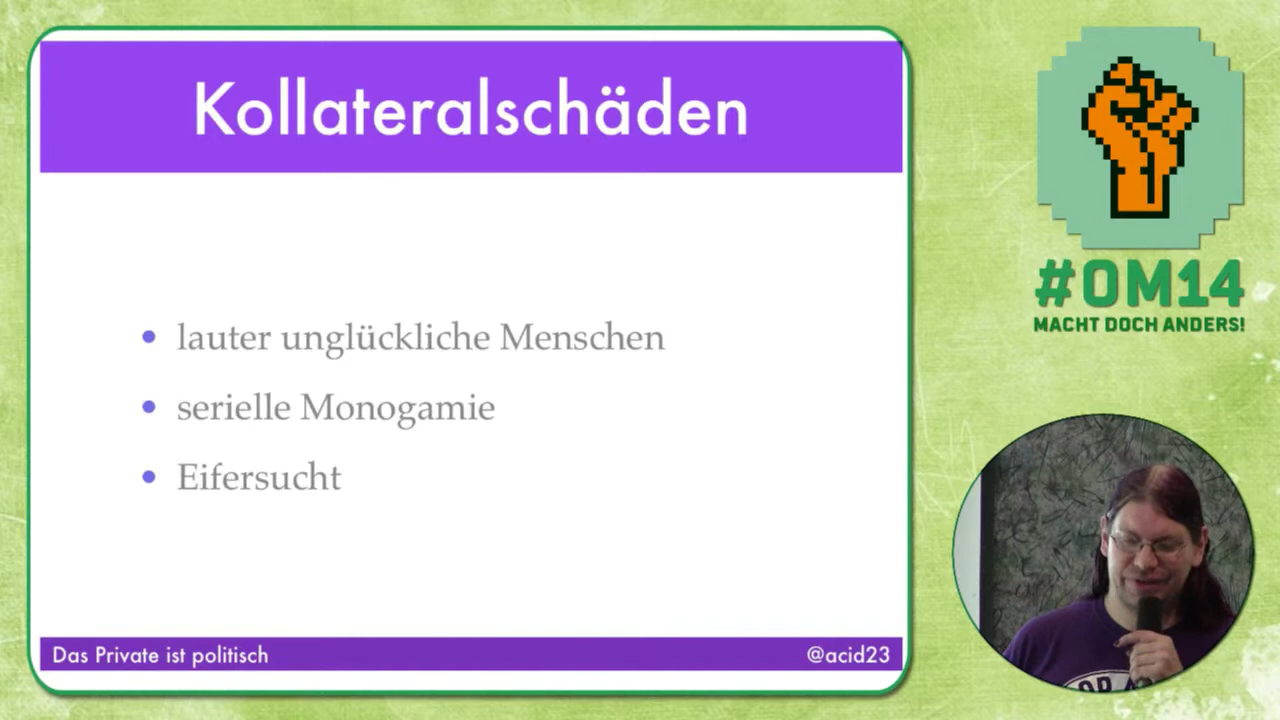 Kollateralschäden
lauter unglückliche Menschen
serielle Monogamie
Eifersucht
Das Private ist politisch
@acid23
#OM14
MACHT DOCH ANDERS!